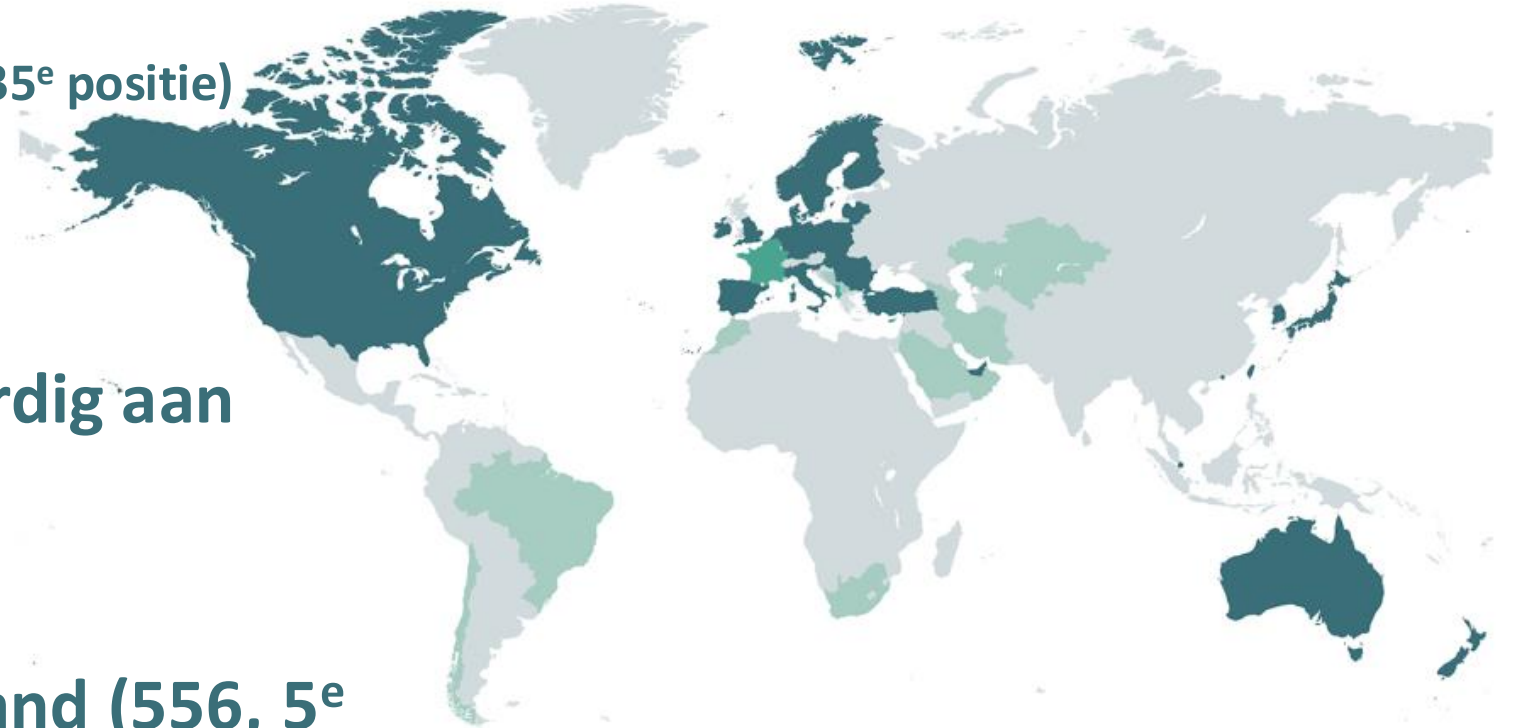 35e positie)
rdig aan
and (556, 5e